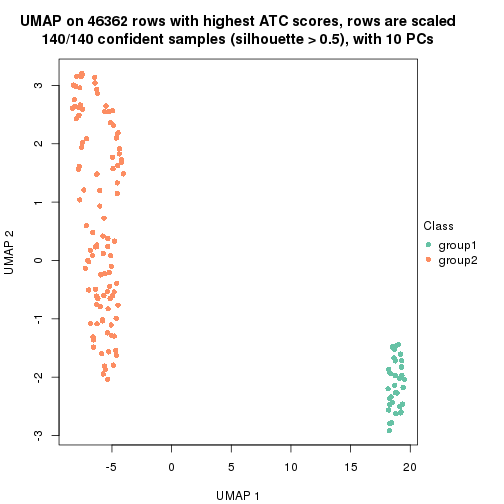 UMAP on 46362 rows with highest ATC scores, rows are scaled
140/140 confident samples (silhouette > 0.5), with 10 PCs
3
2
1
0
-1
-2
-3
UMAP 2
-5
0
5
10
15
20
UMAP 1
Class
group1
group2